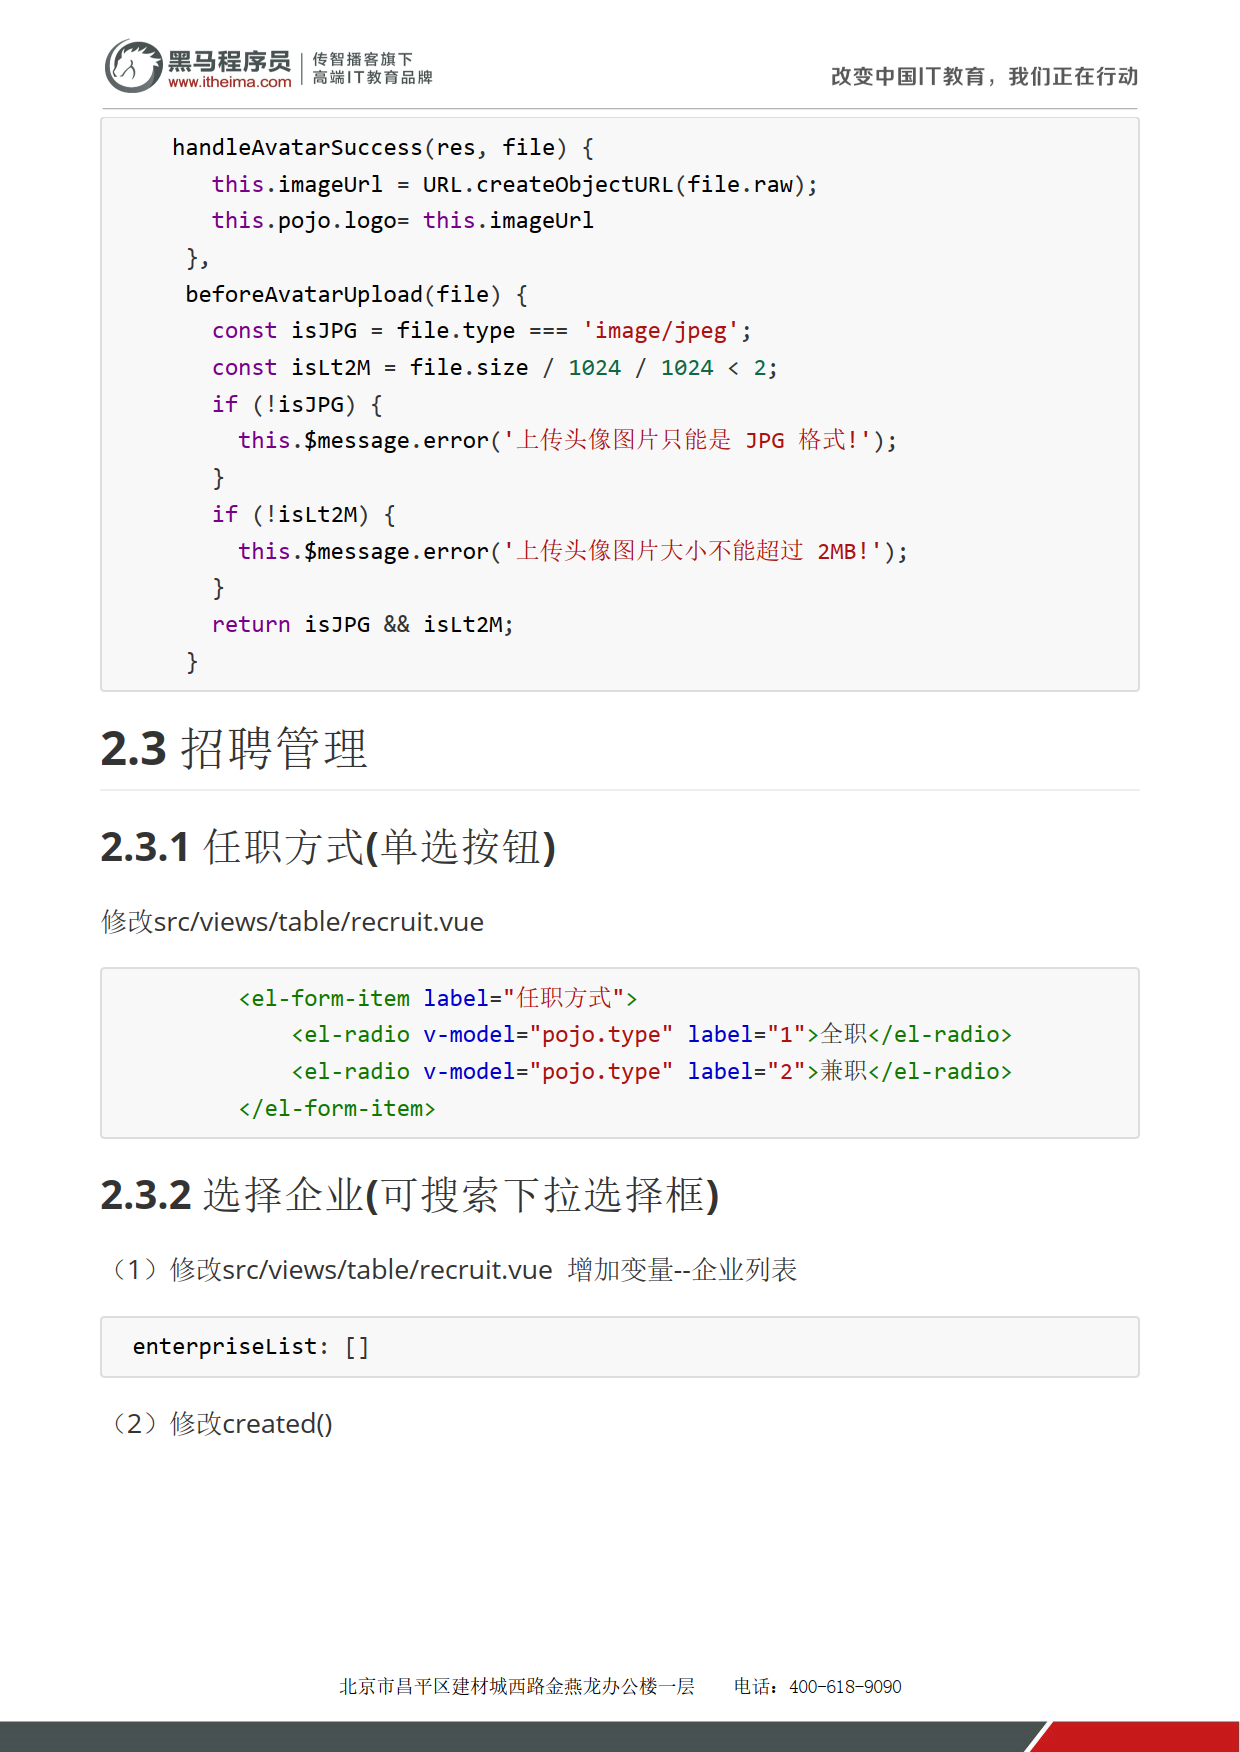 黑马程序员
www.itheima.com
传智播客旗下
高端IT教育品牌
改变中国IT教育，我们正在行动
handleAvatarSuccess(res, file) {
this.imageUrl = URL.createObjectURL(file.raw);
this.pojo.logo= this.imageUrl
},
beforeAvatarUpload(file) {
const isJPG = file.type === 'image/jpeg';
const isLt2M = file.size / 1024 / 1024 < 2;
if (!isJPG) {
this.$message.error('上传头像图片只能是 JPG 格式!');
}
if (!isLt2M) {
this.$message.error('上传头像图片大小不能超过 2MB!');
}
return isJPG && isLt2M;
}
2.3 招聘管理
2.3.1 任职方式(单选按钮)
修改src/views/table/recruit.vue
<el-form-item label="任职方式">
<el-radio v-model="pojo.type" label="1">全职</el-radio>
<el-radio v-model="pojo.type" label="2">兼职</el-radio>
</el-form-item>
2.3.2 选择企业(可搜索下拉选择框)
（1）修改src/views/table/recruit.vue 增加变量--企业列表
enterpriseList: []
（2）修改created()
北京市昌平区建材城西路金燕龙办公楼一层 电话：400-618-9090